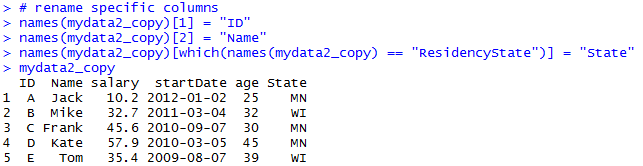 > # rename specific columns
> names(mydata2_copy)[1] = "ID"
> names(mydata2_copy)[2] = "Name"
> names(mydata2_copy)[which(names(mydata2_copy) == "ResidencyState")] = "State"
> mydata2_copy
  ID  Name salary  startDate age State
1  A  Jack   10.2 2012-01-02  25    MN
2  B  Mike   32.7 2011-03-04  32    WI
3  C Frank   45.6 2010-09-07  30    MN
4  D  Kate   57.9 2010-03-05  45    MN
5  E   Tom   35.4 2009-08-07  39    WI